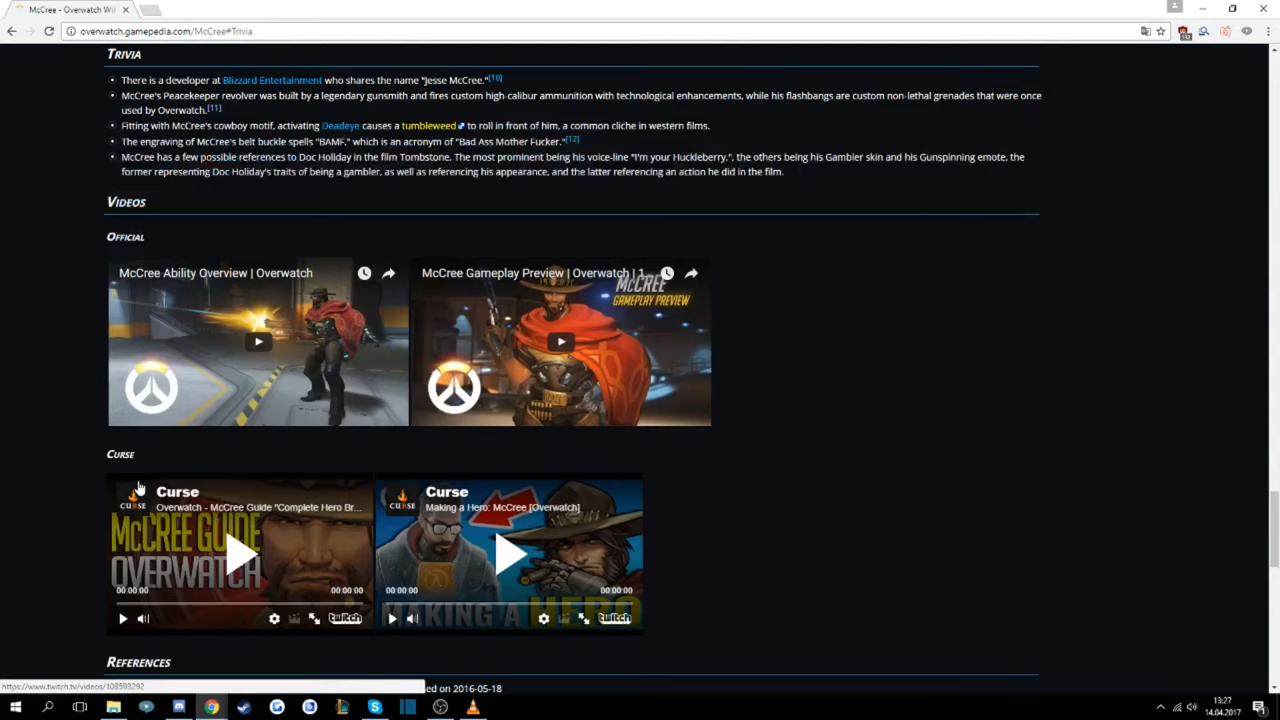 McCree - Overwatch Wi
overwatch.gamepedia.com/McCree#Trivia
TRIVIA
• There is a developer at Blizzard Entertainment who shares the name "Jesse McCree."[10]
• McCree's Peacekeeper revolver was built by a legendary gunsmith and fires custom high-calibur ammunition with technological enhancements, while his flashbangs are custom non-lethal grenades that were once
used by Overwatch.[11]
• Fitting with McCree's cowboy motif, activating Deadeye causes a tumbleweed to roll in front of him, a common cliche in western films.
• The engraving of McCree's belt buckle spells "BAMF," which is an acronym of "Bad Ass Mother Fucker."[12]
• McCree has a few possible references to Doc Holiday in the film Tombstone. The most prominent being his voice-line "I'm your Huckleberry.", the others being his Gambler skin and his Gunspinning emote, the
former representing Doc Holiday's traits of being a gambler, as well as referencing his appearance, and the latter referencing an action he did in the film.
VIDEOS
OFFICIAL
McCree Ability Overview | Overwatch
McCree Gameplay Preview | Overwatch | 1
MCCREE
GAMEPLAY PREVIEW
CURSE
Curse
Overwatch - McCree Guide "Complete Hero Br...
CURSE
MCCREE GUIDE
OVERWATCH
00:00:00 00:00:00
twitch
Curse
Making a Hero: McCree [Overwatch]
CURSE
MAKING A HERO
00:00:00 00:00:00
twitch
REFERENCES
https://www.twitch.tv/videos/108593292
ed on 2016-05-18
13:27
14.04.2017